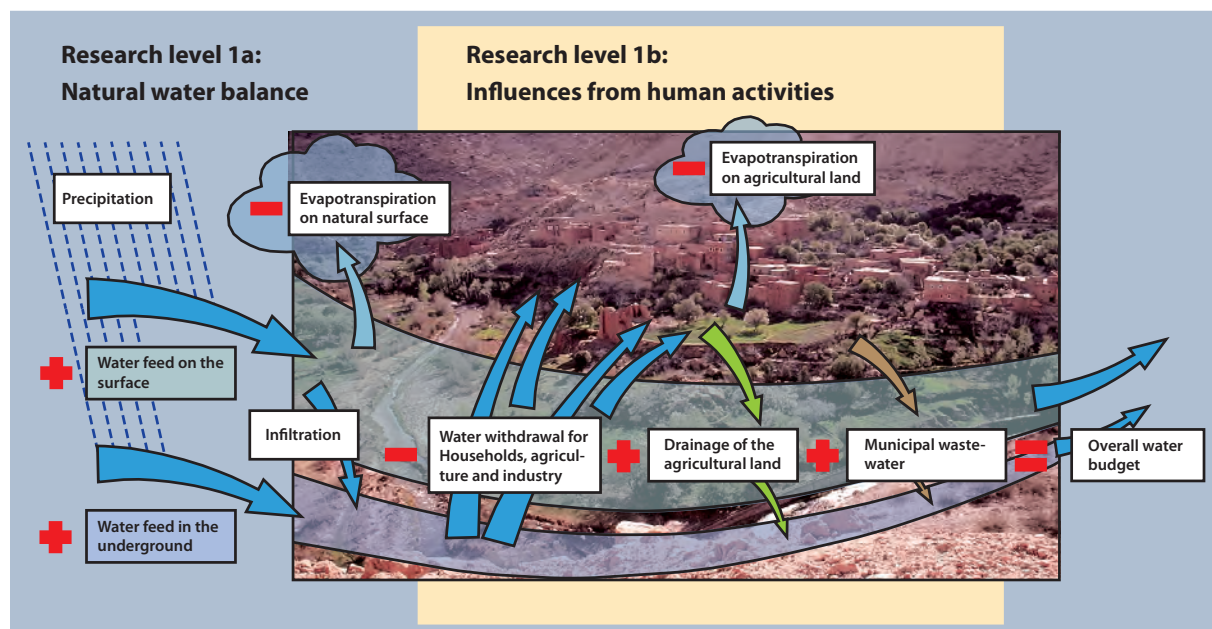 Research level 1a:
Natural water balance
Research level 1b:
Influences from human activities
Precipitation
Evapotranspiration
on natural surface
Evapotranspiration
on agricultural land
Water feed on the
surface
Infiltration
Water withdrawal for
Households, agricul-
ture and industry
Drainage of the
agricultural land
Municipal waste-
water
Overall water
budget
Water feed in the
underground